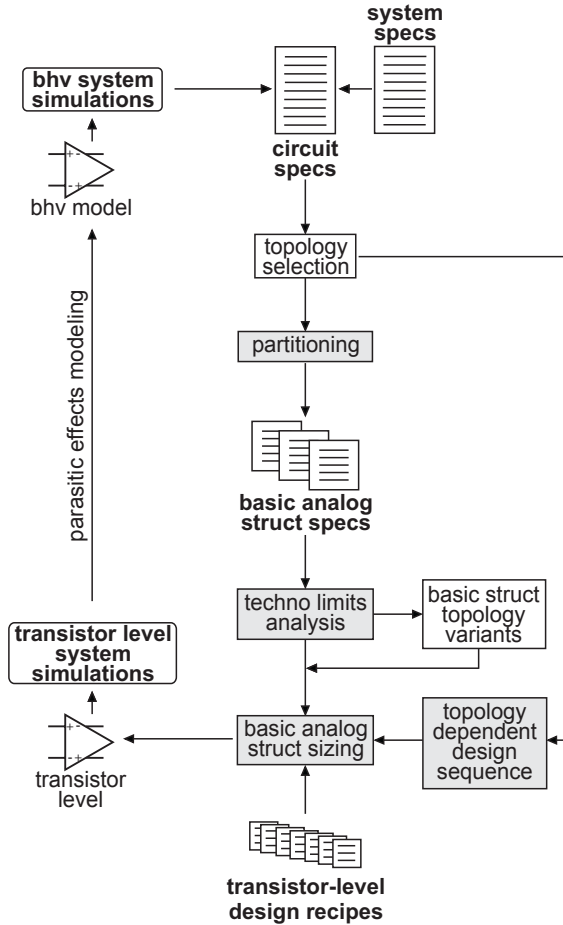 system
specs
bhv system
simulations
circuit
specs
+ -
- +
bhv model
topology
selection
partitioning
parasitic effects modeling
basic analog
struct specs
techno limits
analysis
basic struct
topology
variants
transistor level
system
simulations
basic analog
struct sizing
topology
dependent
design
sequence
+ -
- +
transistor
level
transistor-level
design recipes